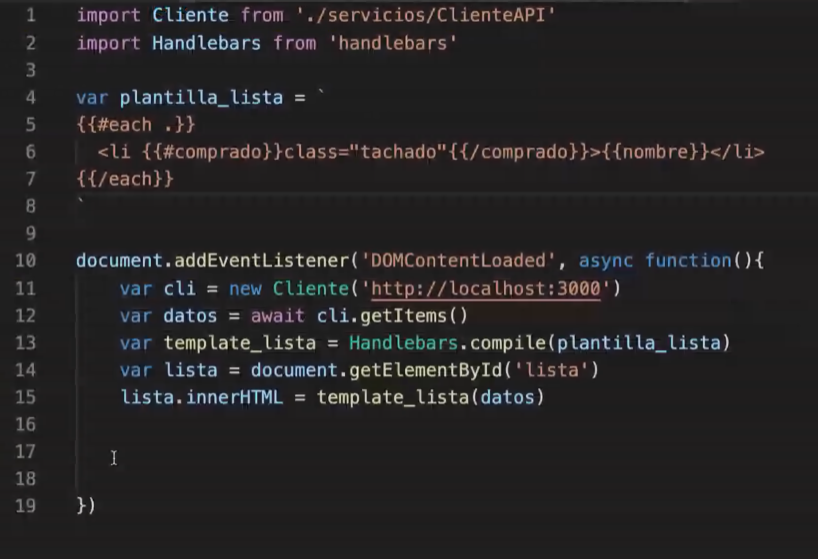 1 import Cliente from './servicios/ClienteAPI'
2 import Handlebars from 'handlebars'
3
4 var plantilla_lista = `
5 {{#each .}}
6   <li {{#comprado}}class="tachado"{{/comprado}}>{{nombre}}</li>
7 {{/each}}
8 `
9
10 document.addEventListener('DOMContentLoaded', async function(){
11     var cli = new Cliente('http://localhost:3000')
12     var datos = await cli.getItems()
13     var template_lista = Handlebars.compile(plantilla_lista)
14     var lista = document.getElementById('lista')
15     lista.innerHTML = template_lista(datos)
16
17
18
19 })